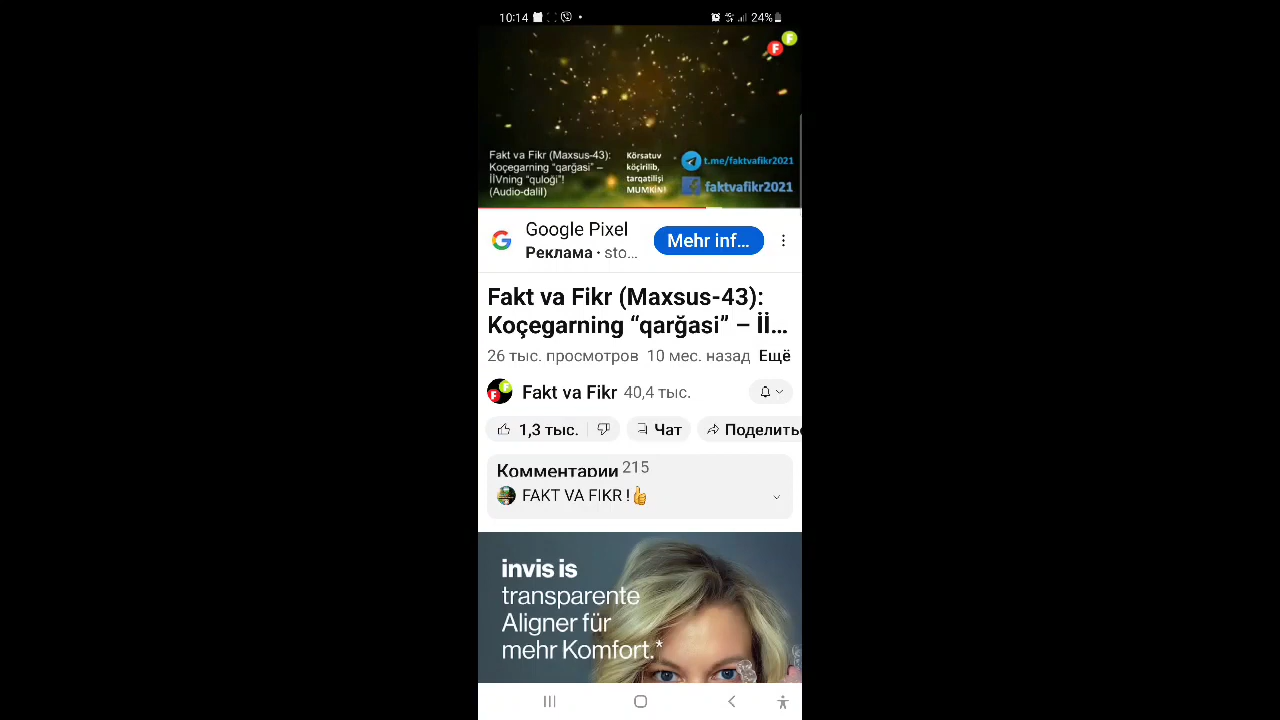 10:14
24%
F
F
Fakt va Fikr (Maxsus-43):
Koçegarning “qarğasi” –
İİVning “quloği”!
(Audio-dalil)
Körsatuv
köçirilib,
tarqatilişi
MUMKİN!
t.me/faktvafikr2021
faktvafikr2021
Google Pixel
Реклама · sto...
Mehr inf...
Fakt va Fikr (Maxsus-43):
Koçegarning “qarğasi” – İİ...
26 тыс. просмотров 10 мес. назад Ещё
Fakt va Fikr 40,4 тыс.
1,3 тыс.
Чат
Поделитьс
Комментарии 215
FAKT VA FIKR !👍
invis is
transparente
Aligner für
mehr Komfort.*